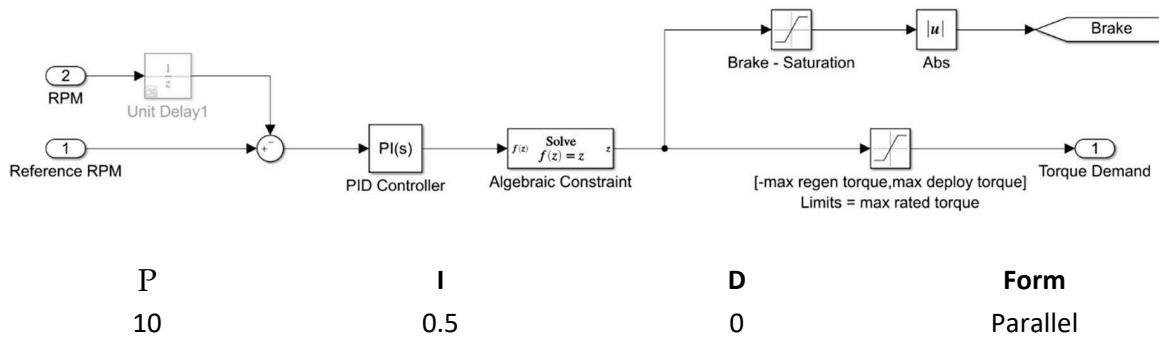 Brake
|u|
Brake - Saturation
Abs
2
1
z
RPM
Unit Delay1
1
+
−
PI(s)
f(z)
Solve
f(z) = z
z
1
Reference RPM
PID Controller
Algebraic Constraint
[-max regen torque,max deploy torque]
Limits = max rated torque
Torque Demand
P I D Form
10 0.5 0 Parallel